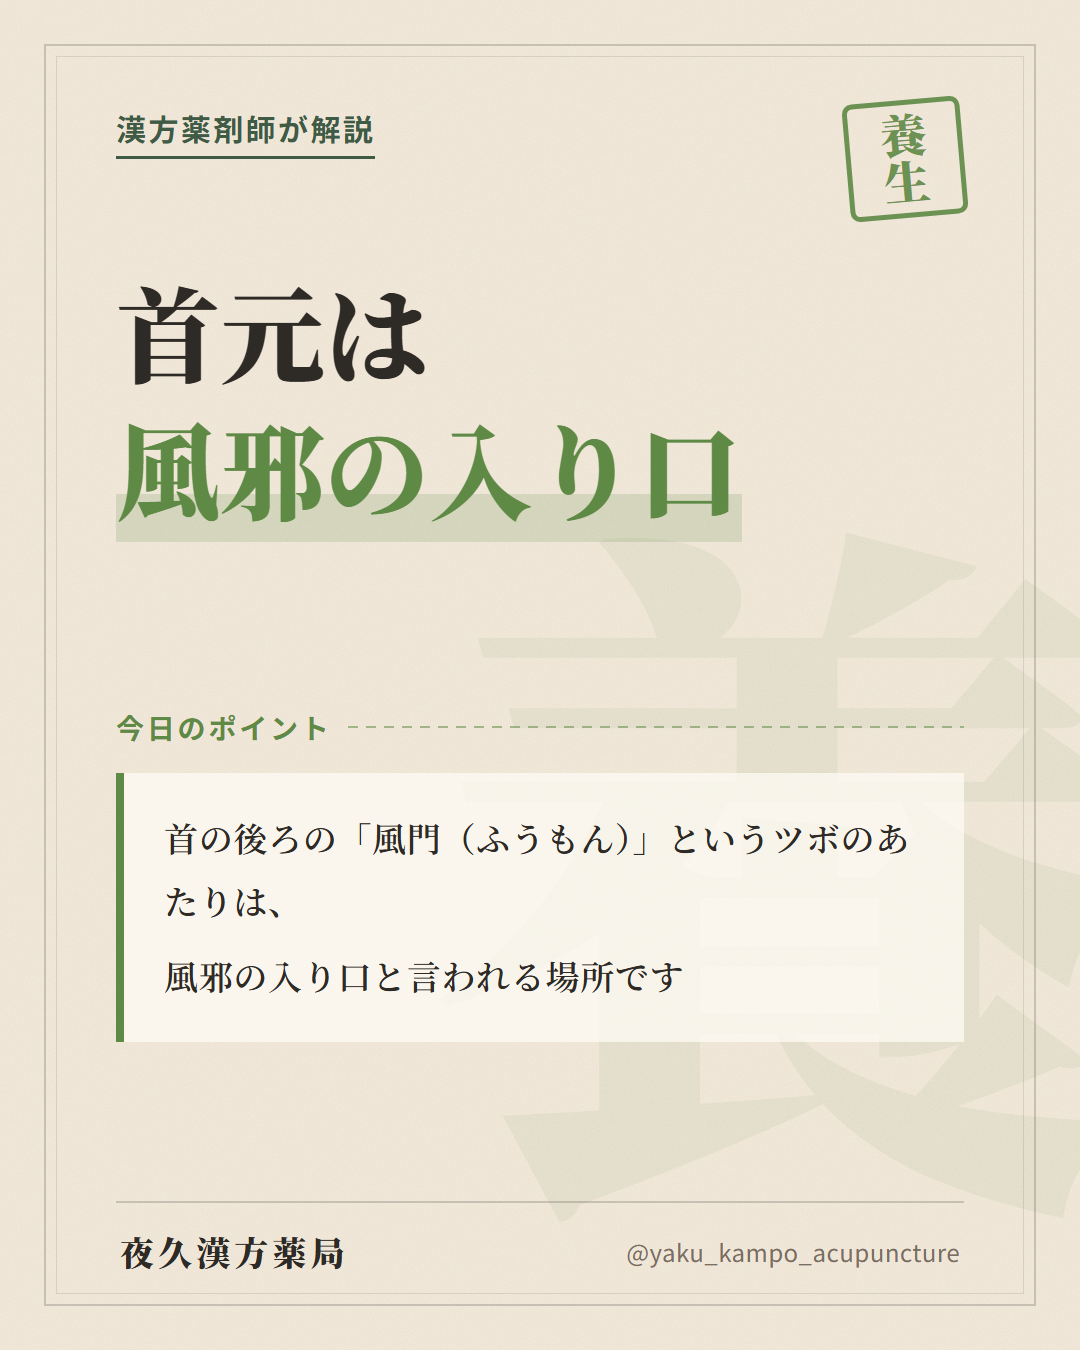 漢方薬剤師が解説
養
生
首元は
風邪の入り口
養
今日のポイント
首の後ろの「風門（ふうもん）」というツボのあ
たりは、
風邪の入り口と言われる場所です
夜久漢方薬局
@yaku_kampo_acupuncture